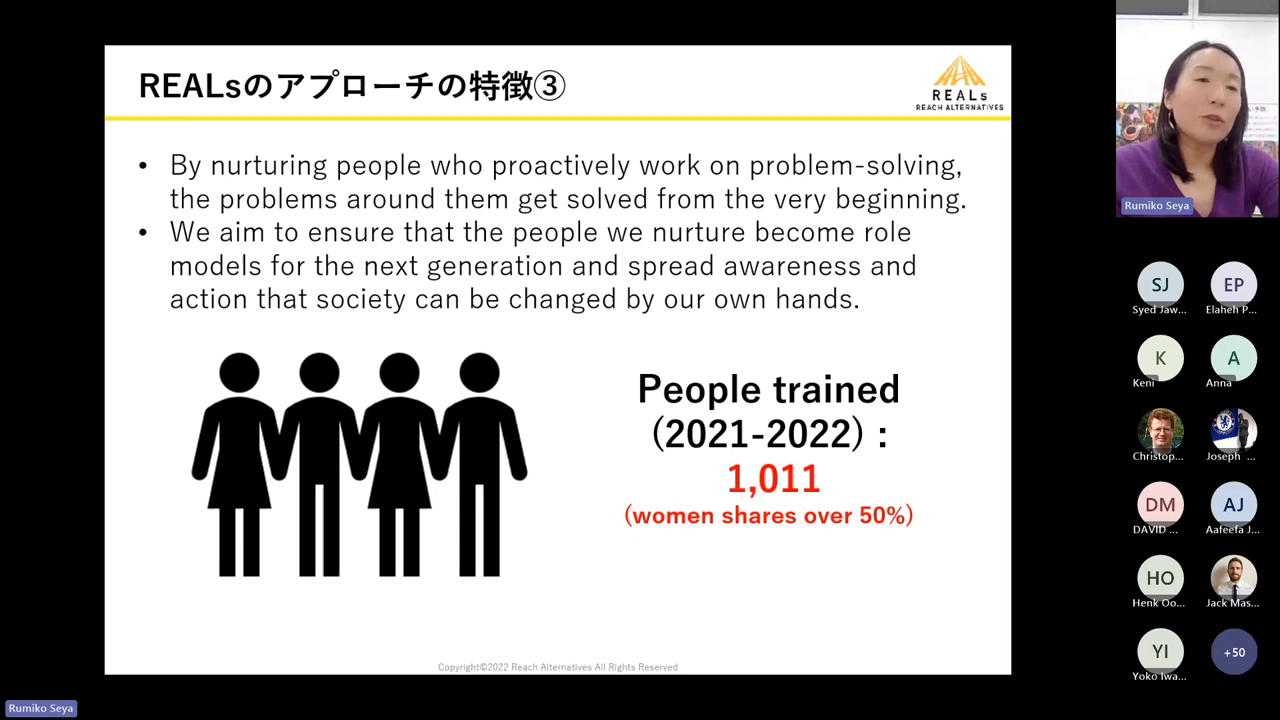 REALsのアプローチの特徴③
REALs
REACH ALTERNATIVES
• By nurturing people who proactively work on problem-solving,
the problems around them get solved from the very beginning.
• We aim to ensure that the people we nurture become role
models for the next generation and spread awareness and
action that society can be changed by our own hands.
People trained
(2021-2022) :
1,011
(women shares over 50%)
Copyright©2022 Reach Alternatives All Rights Reserved
Rumiko Seya
Rumiko Seya
SJ
Syed Jaw...
EP
Elaheh P...
K
Keni
A
Anna
Christop...
Joseph ...
DM
DAVID ...
AJ
Aafeefa J...
HO
Henk Oo...
Jack Mas...
YI
Yoko Iwa...
+50